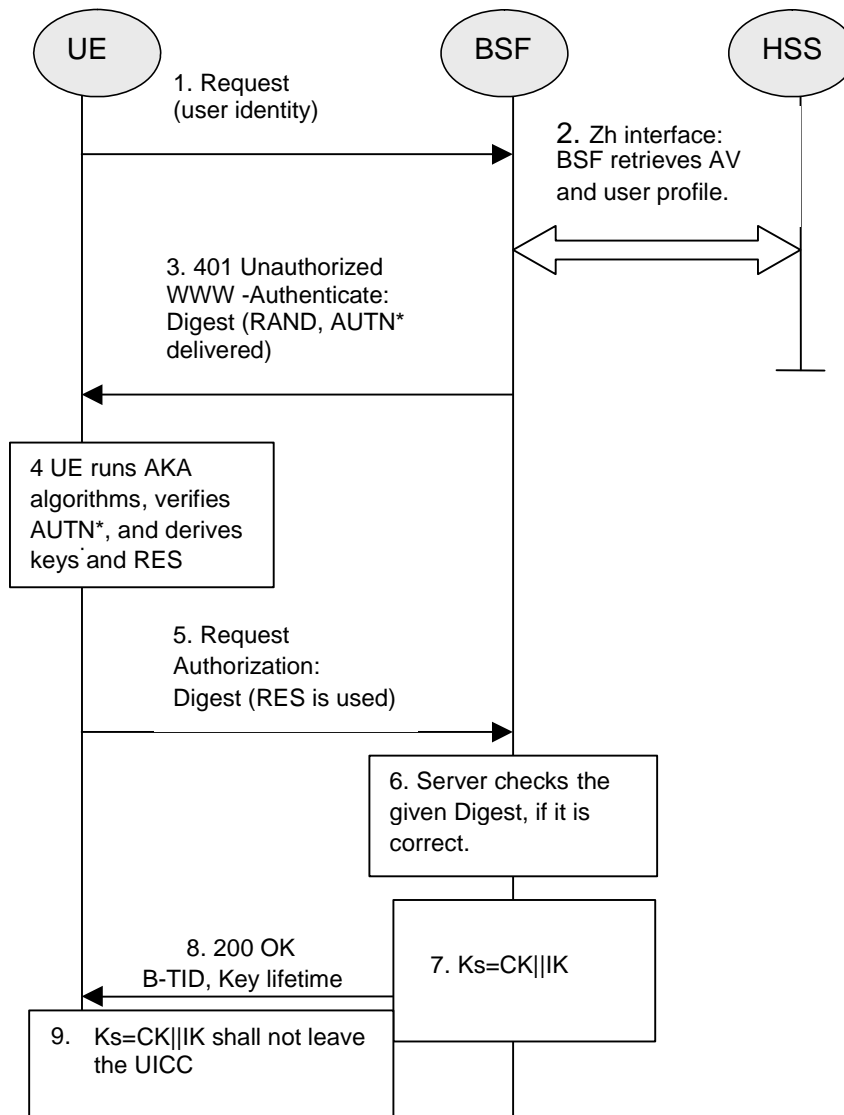 UE
BSF
HSS
1. Request
(user identity)
2. Zh interface:
BSF retrieves AV
and user profile.
3. 401 Unauthorized
WWW -Authenticate:
Digest (RAND, AUTN*
delivered)
4 UE runs AKA
algorithms, verifies
AUTN*, and derives
keys and RES
5. Request
Authorization:
Digest (RES is used)
6. Server checks the
given Digest, if it is
correct.
7. Ks=CK||IK
8. 200 OK
B-TID, Key lifetime
9. Ks=CK||IK shall not leave
the UICC